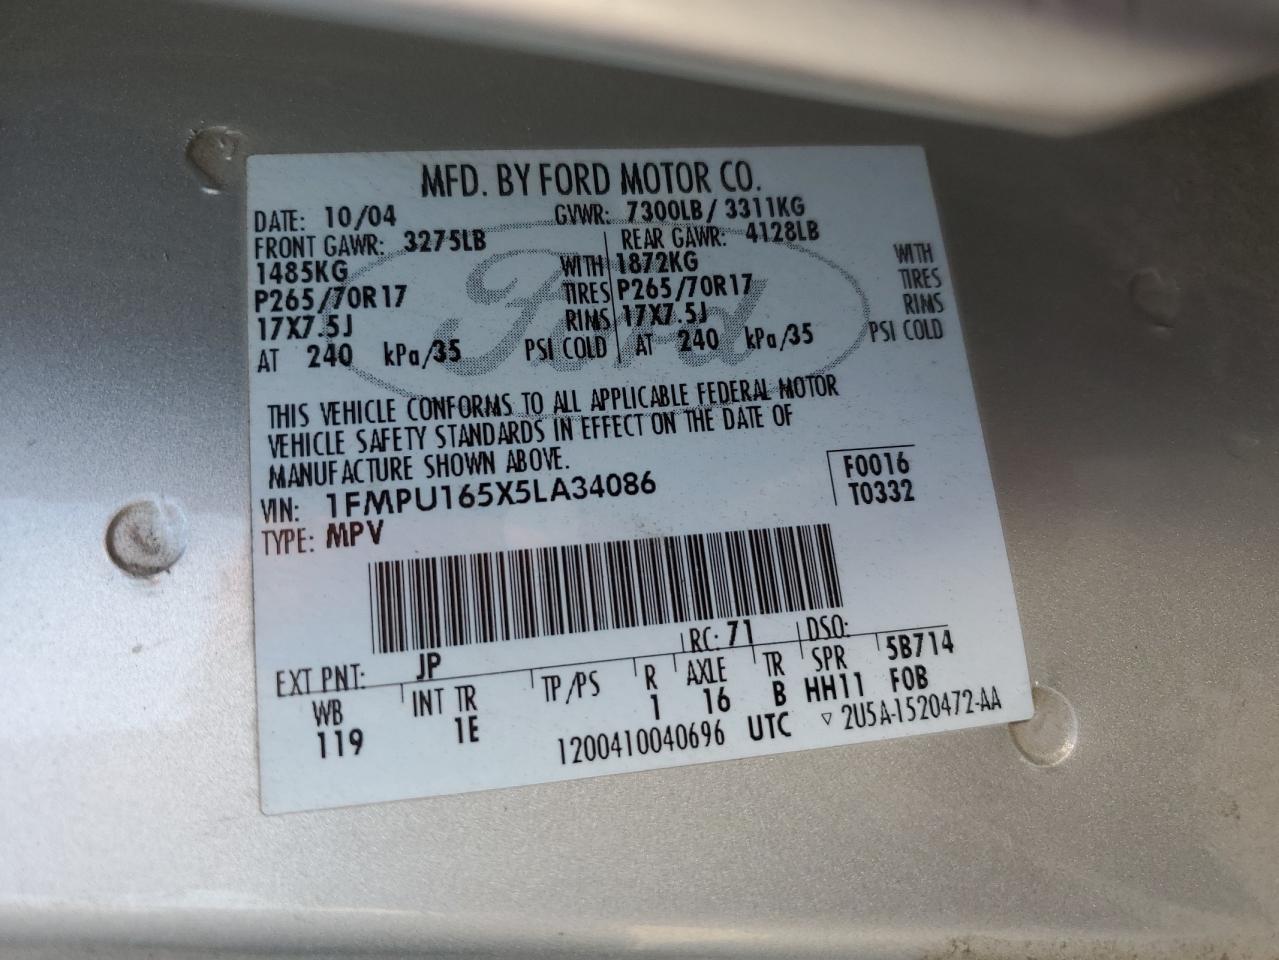 MFD. BY FORD MOTOR CO.
DATE: 10/04 GVWR: 7300LB/ 3311KG
FRONT GAWR: 3275LB REAR GAWR: 4128LB
1485KG WITH 1872KG WITH
P265/70R17 TIRES P265/70R17 TIRES
17X7.5J RIMS 17X7.5J RIMS
AT 240 kPa/35 PSI COLD AT 240 kPa/35 PSI COLD
Ford
THIS VEHICLE CONFORMS TO ALL APPLICABLE FEDERAL MOTOR
VEHICLE SAFETY STANDARDS IN EFFECT ON THE DATE OF
MANUFACTURE SHOWN ABOVE.
VIN: 1FMPU165X5LA34086 F0016
TYPE: MPV T0332
EXT PNT: JP RC: 71 DSO:
WB INT TR TP/PS R AXLE TR SPR 5B714
119 1E 1 16 B HH11 F0B
1200410040696 UTC ▽ 2U5A-1520472-AA